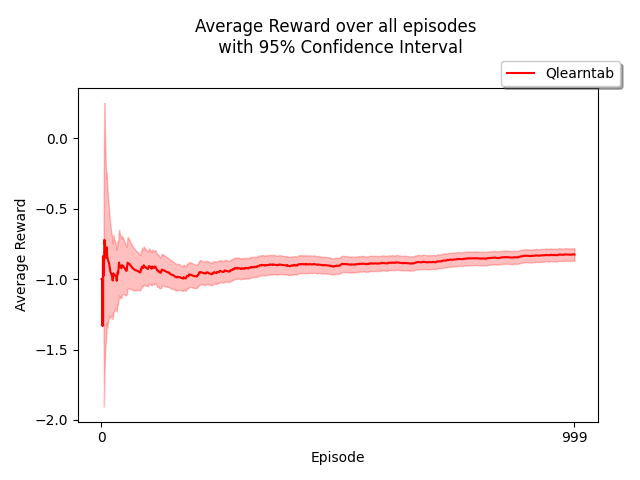 Average Reward over all episodes
with 95% Confidence Interval
Qlearntab
0.0
−0.5
−1.0
−1.5
−2.0
Average Reward
0
999
Episode